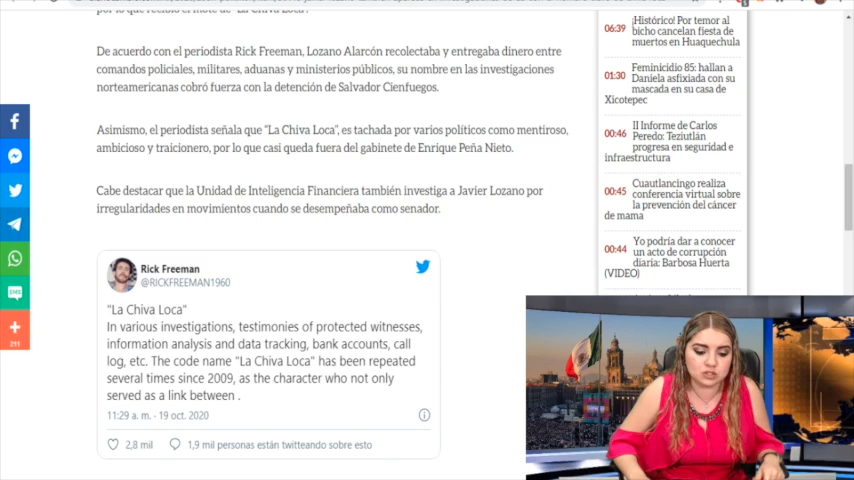 por lo que recibió el mote de "La Chiva Loca".
De acuerdo con el periodista Rick Freeman, Lozano Alarcón recolectaba y entregaba dinero entre
comandos policiales, militares, aduanas y ministerios públicos, su nombre en las investigaciones
norteamericanas cobró fuerza con la detención de Salvador Cienfuegos.
Asimismo, el periodista señala que "La Chiva Loca", es tachada por varios políticos como mentiroso,
ambicioso y traicionero, por lo que casi queda fuera del gabinete de Enrique Peña Nieto.
Cabe destacar que la Unidad de Inteligencia Financiera también investiga a Javier Lozano por
irregularidades en movimientos cuando se desempeñaba como senador.
Rick Freeman
@RICKFREEMAN1960
"La Chiva Loca"
In various investigations, testimonies of protected witnesses,
information analysis and data tracking, bank accounts, call
log, etc. The code name "La Chiva Loca" has been repeated
several times since 2009, as the character who not only
served as a link between .
11:29 a. m. · 19 oct. 2020
2,8 mil
1,9 mil personas están twitteando sobre esto
SMS
211
06:39 ¡Histórico! Por temor al
bicho cancelan fiesta de
muertos en Huaquechula
01:30 Feminicidio 85: hallan a
Daniela asfixiada con su
mascada en su casa de
Xicotepec
00:46 II Informe de Carlos
Peredo: Teziutlán
progresa en seguridad e
infraestructura
00:45 Cuautlancingo realiza
conferencia virtual sobre
la prevención del cáncer
de mama
00:44 Yo podría dar a conocer
un acto de corrupción
diaria: Barbosa Huerta
(VIDEO)